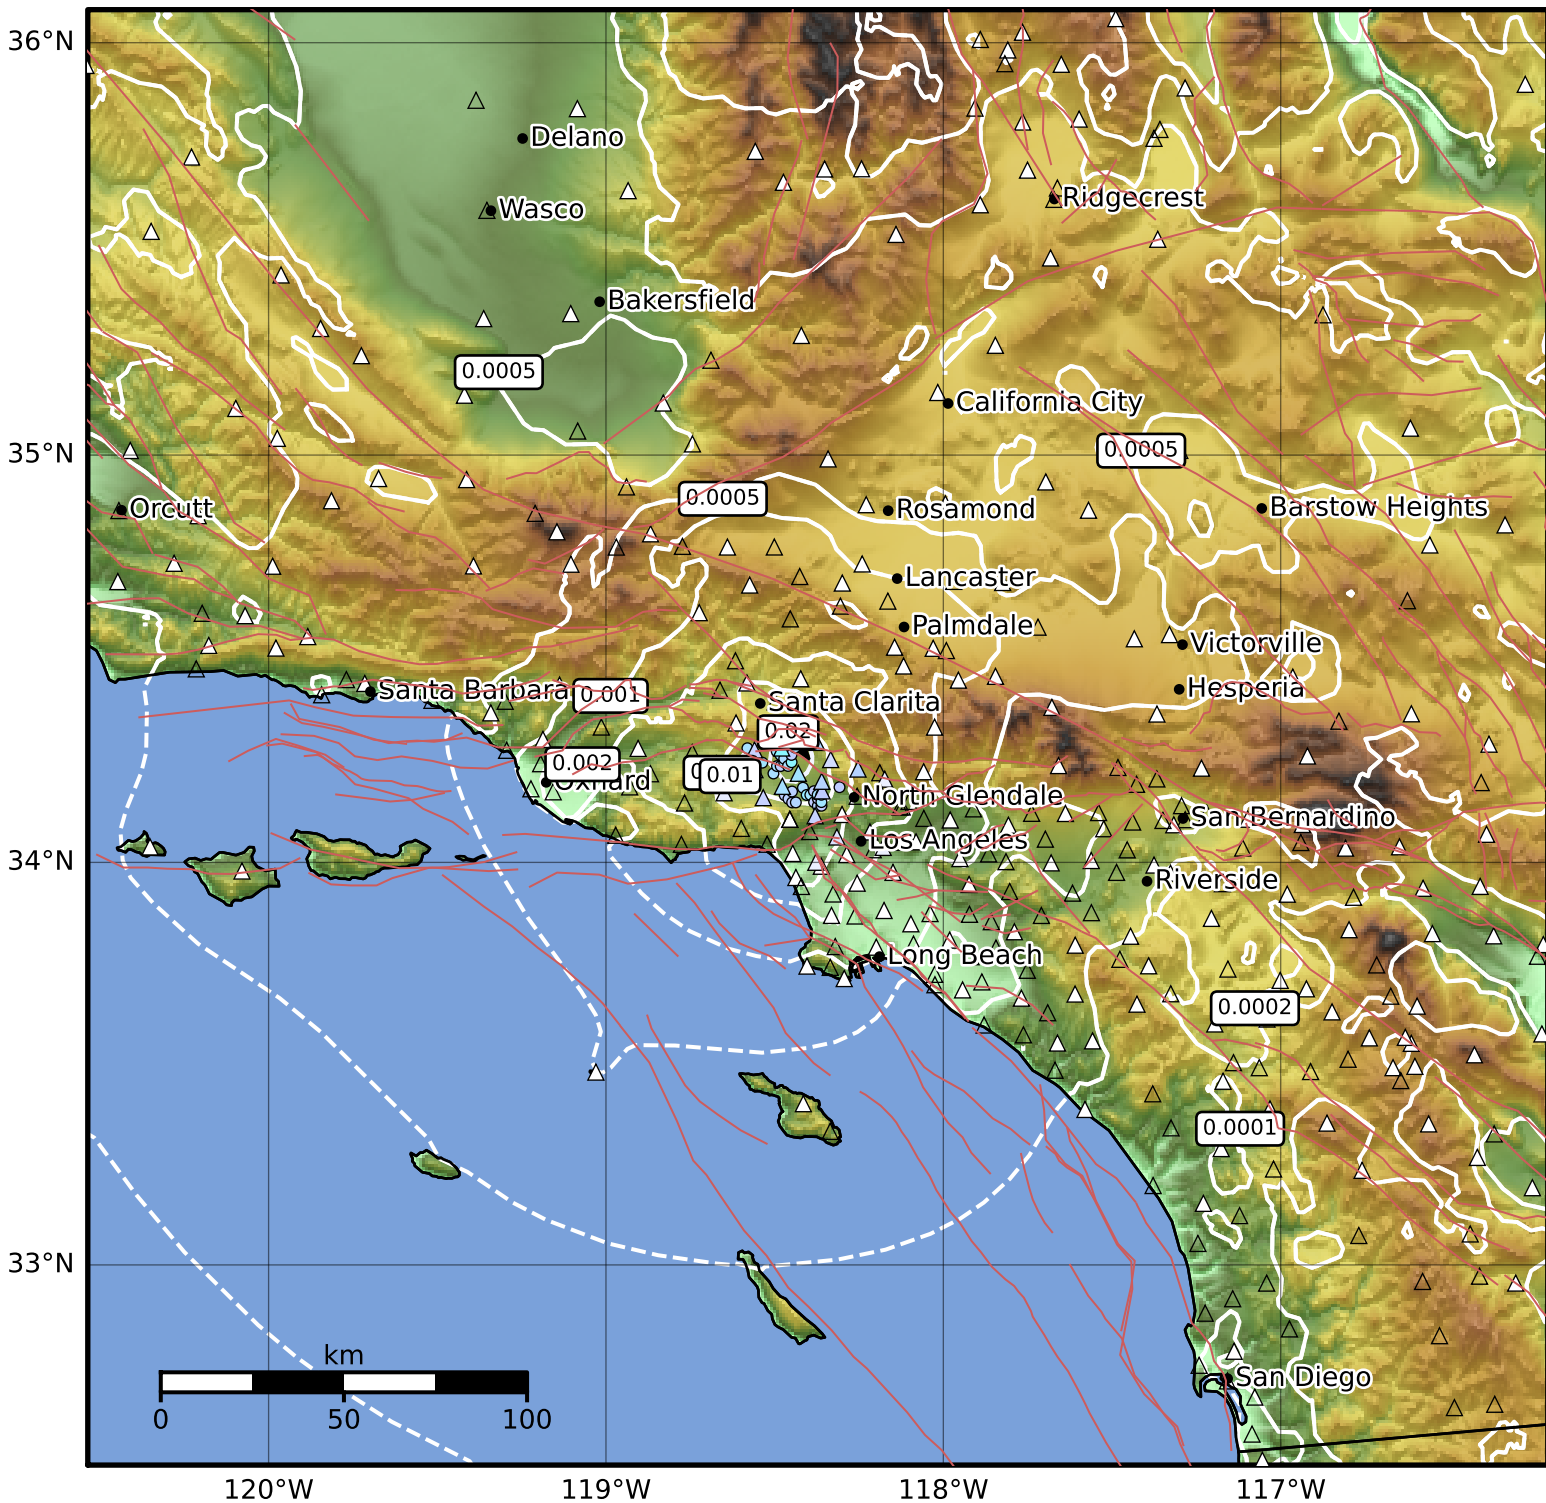 36°N
Delano
Ridgecrest
Wasco
Bakersfield
0.0005
California City
35°N
0.0005
0.0005
Orcutt
Rosamond
Barstow Heights
Lancaster
Palmdale
Victorville
Santa Barbara
0.001
Santa Clarita
Hesperia
0.02
0.002
0.01
Oxnard
North Glendale
San Bernardino
Los Angeles
34°N
Riverside
Long Beach
0.0002
0.0001
33°N
km
0 50 100
San Diego
120°W 119°W 118°W 117°W